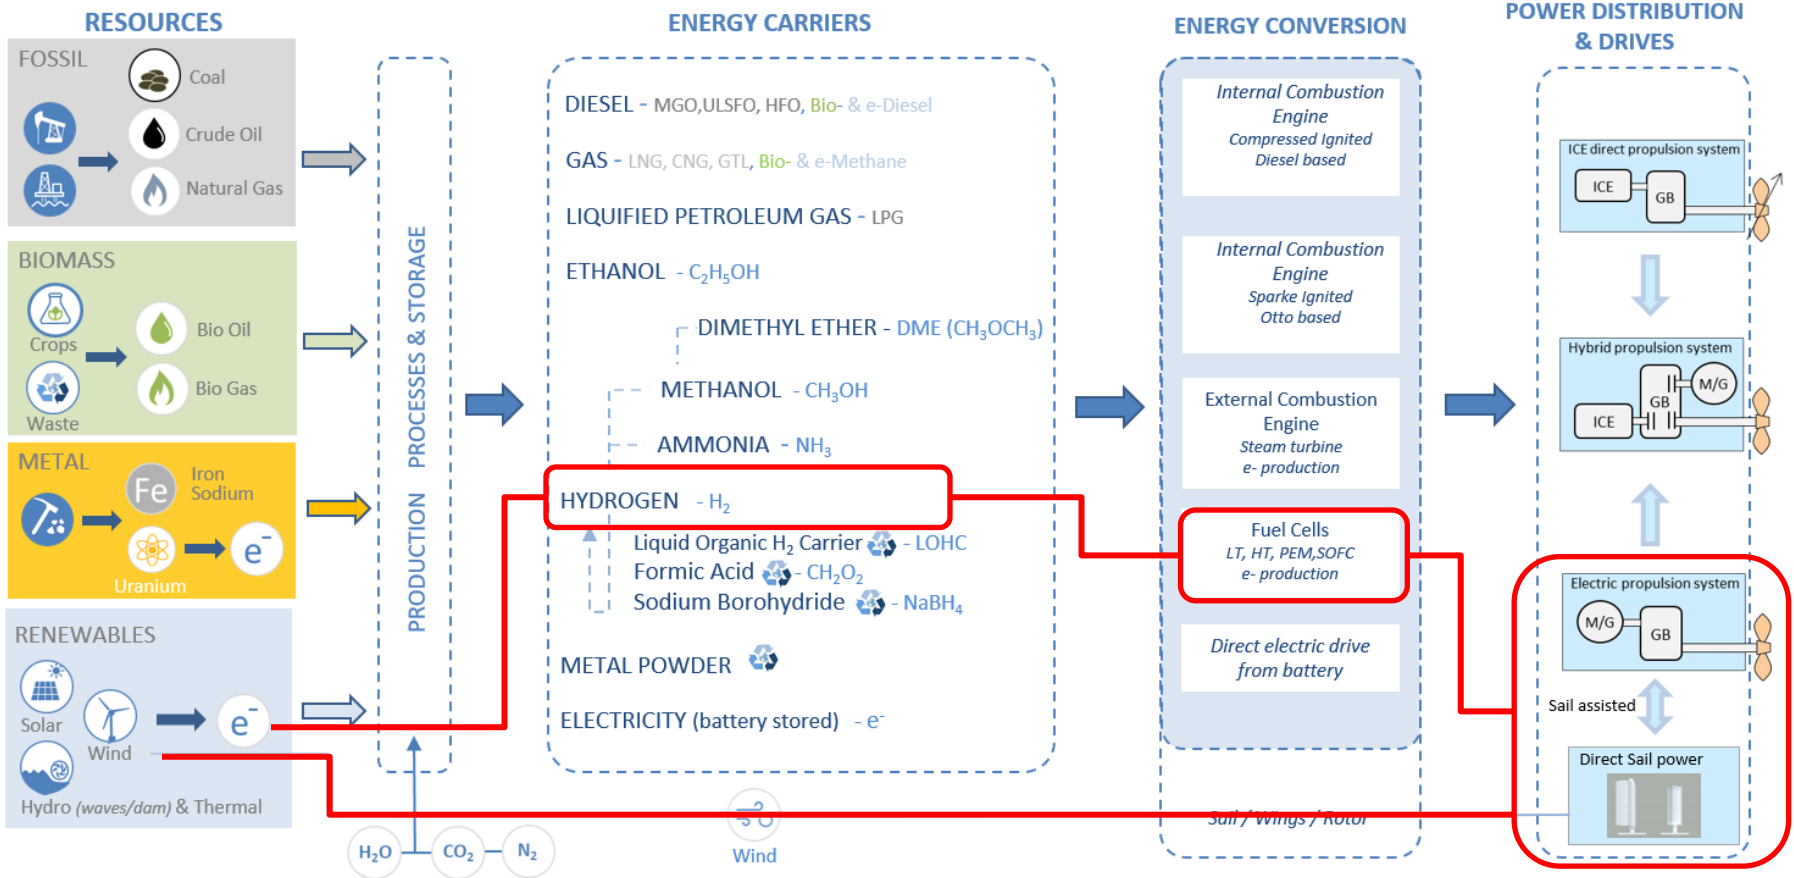 RESOURCES
FOSSIL
Coal
Crude Oil
Natural Gas
BIOMASS
Crops
Waste
Bio Oil
Bio Gas
METAL
Fe
Iron
Sodium
Uranium
e⁻
RENEWABLES
Solar
Wind
e⁻
Hydro (waves/dam) & Thermal
PRODUCTION PROCESSES & STORAGE
H₂O
CO₂
N₂
ENERGY CARRIERS
DIESEL - MGO,ULSFO, HFO, Bio- & e-Diesel
GAS - LNG, CNG, GTL, Bio- & e-Methane
LIQUIFIED PETROLEUM GAS - LPG
ETHANOL - C₂H₅OH
DIMETHYL ETHER - DME (CH₃OCH₃)
METHANOL - CH₃OH
AMMONIA - NH₃
HYDROGEN - H₂
Liquid Organic H₂ Carrier - LOHC
Formic Acid - CH₂O₂
Sodium Borohydride - NaBH₄
METAL POWDER
ELECTRICITY (battery stored) - e⁻
Wind
ENERGY CONVERSION
Internal Combustion
Engine
Compressed Ignited
Diesel based
Internal Combustion
Engine
Sparke Ignited
Otto based
External Combustion
Engine
Steam turbine
e- production
Fuel Cells
LT, HT, PEM,SOFC
e- production
Direct electric drive
from battery
Sail / Wings / Rotor
POWER DISTRIBUTION
& DRIVES
ICE direct propulsion system
ICE
GB
Hybrid propulsion system
M/G
GB
ICE
Electric propulsion system
M/G
GB
Sail assisted
Direct Sail power